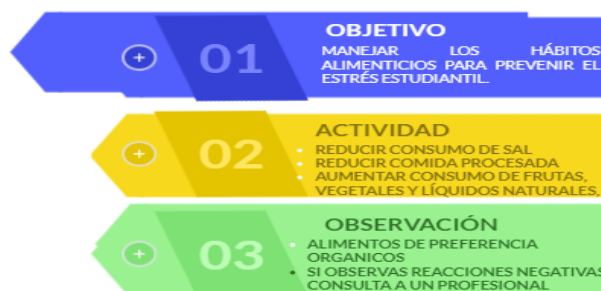 01
OBJETIVO
MANEJAR LOS HÁBITOS
ALIMENTICIOS PARA PREVENIR EL
ESTRÉS ESTUDIANTIL.
02
ACTIVIDAD
• REDUCIR CONSUMO DE SAL
• REDUCIR COMIDA PROCESADA
• AUMENTAR CONSUMO DE FRUTAS,
VEGETALES Y LÍQUIDOS NATURALES,
03
OBSERVACIÓN
• ALIMENTOS DE PREFERENCIA
ORGANICOS
• SI OBSERVAS REACCIONES NEGATIVAS
CONSULTA A UN PROFESIONAL